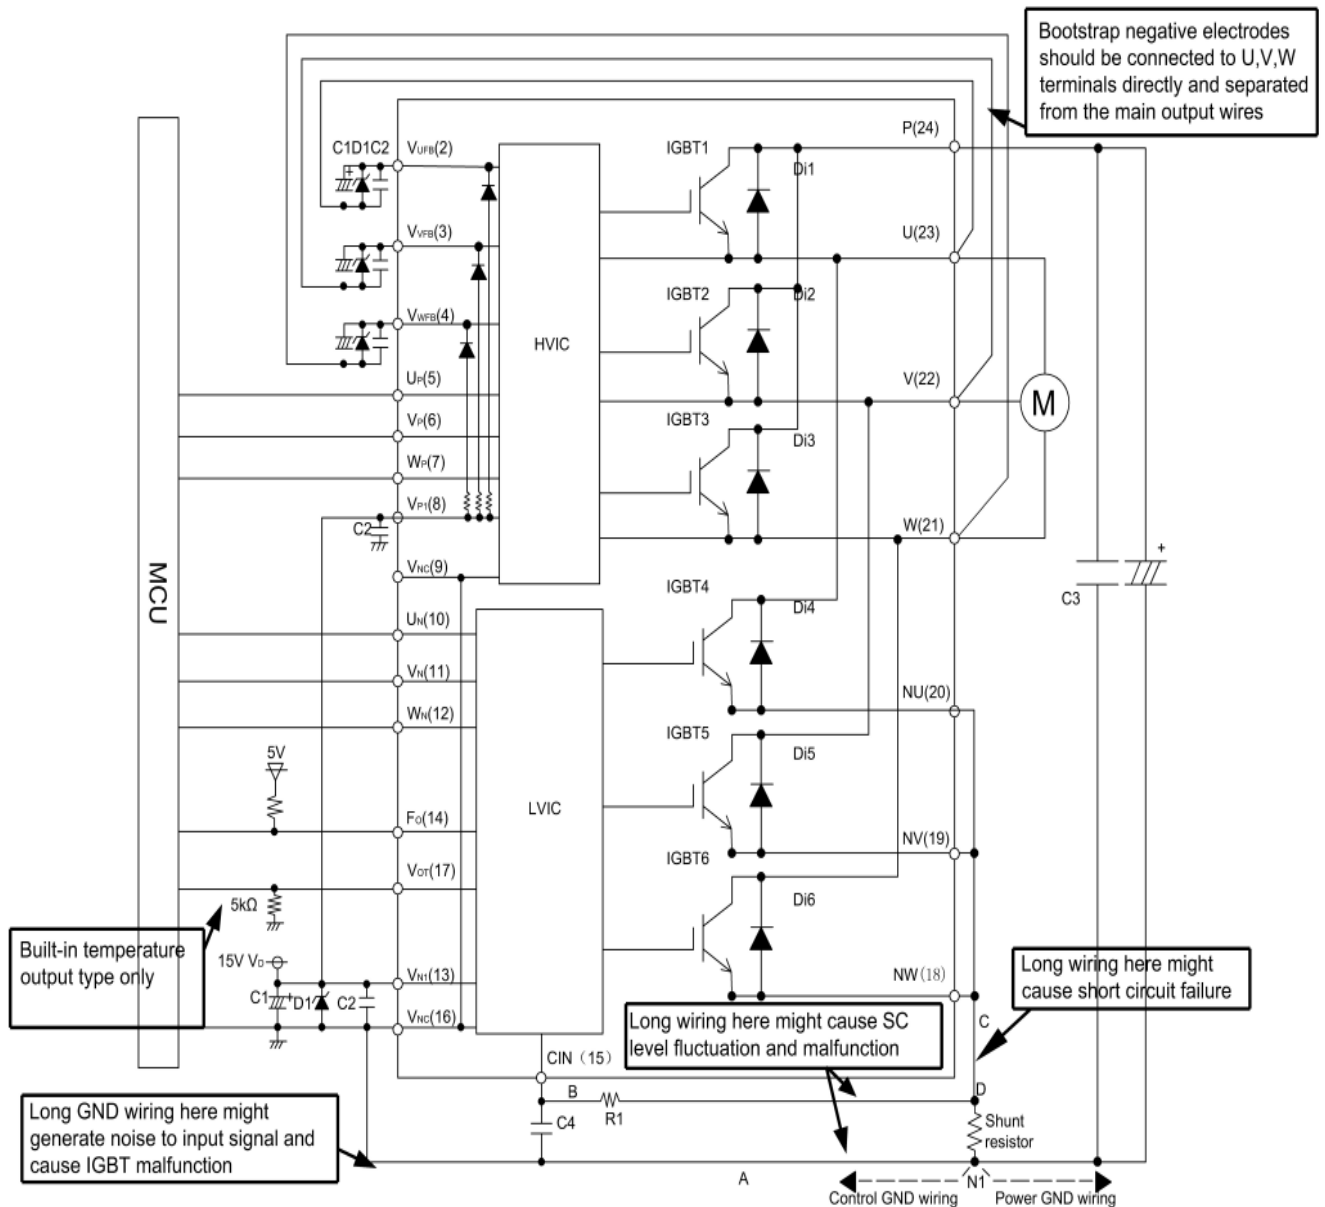 Bootstrap negative electrodes
should be connected to U,V,W
terminals directly and separated
from the main output wires
P(24)
IGBT1
C1D1C2
+
VUFB(2)
Di1
VVFB(3)
U(23)
IGBT2
Di2
VWFB(4)
HVIC
UP(5)
V(22)
M
VP(6)
IGBT3
Di3
WP(7)
VP1(8)
C2
W(21)
+
VNC(9)
MCU
IGBT4
C3
Di4
UN(10)
VN(11)
NU(20)
WN(12)
IGBT5
5V
Di5
LVIC
FO(14)
NV(19)
IGBT6
VOT(17)
5kΩ
Di6
Built-in temperature
output type only
15V VD
VN1(13)
NW(18)
Long wiring here might
cause short circuit failure
C1
+
D1
C2
VNC(16)
Long wiring here might cause SC
level fluctuation and malfunction
C
CIN(15)
B
D
R1
C4
Shunt
resistor
Long GND wiring here might
generate noise to input signal and
cause IGBT malfunction
A
N1
Control GND wiring
Power GND wiring